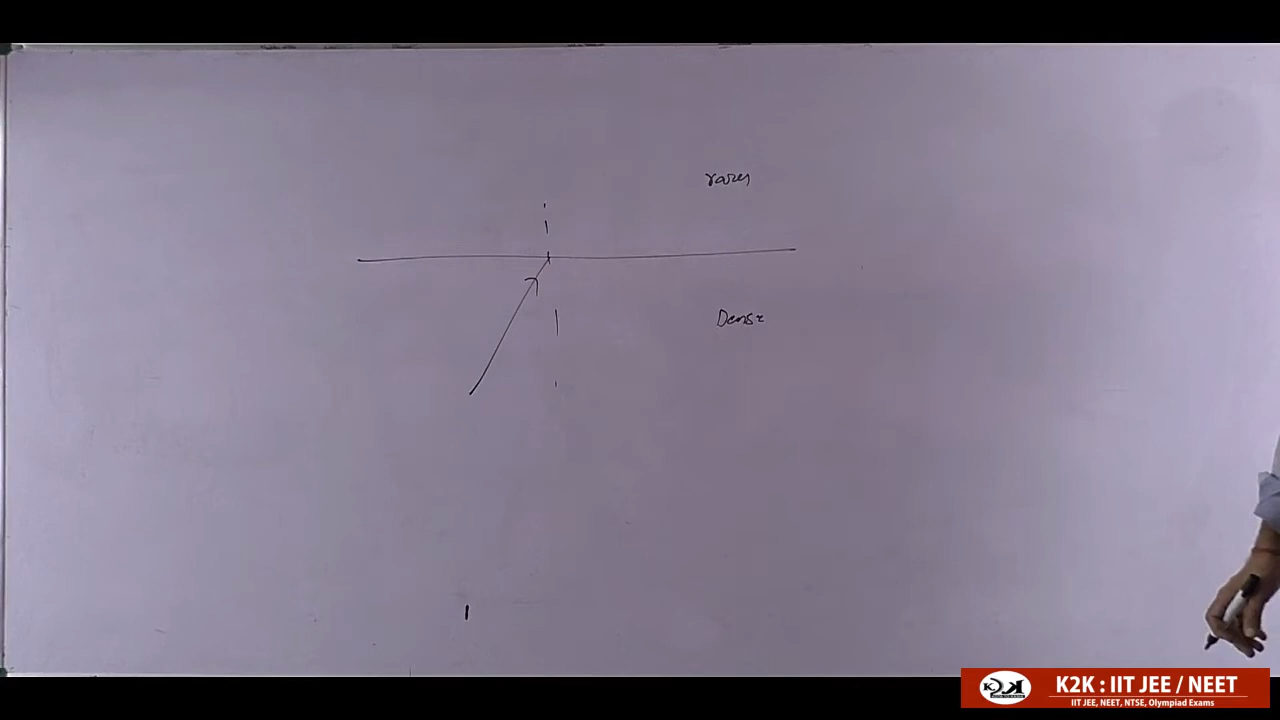 rarer
Dense
K2K : IIT JEE / NEET
IIT JEE, NEET, NTSE, Olympiad Exams